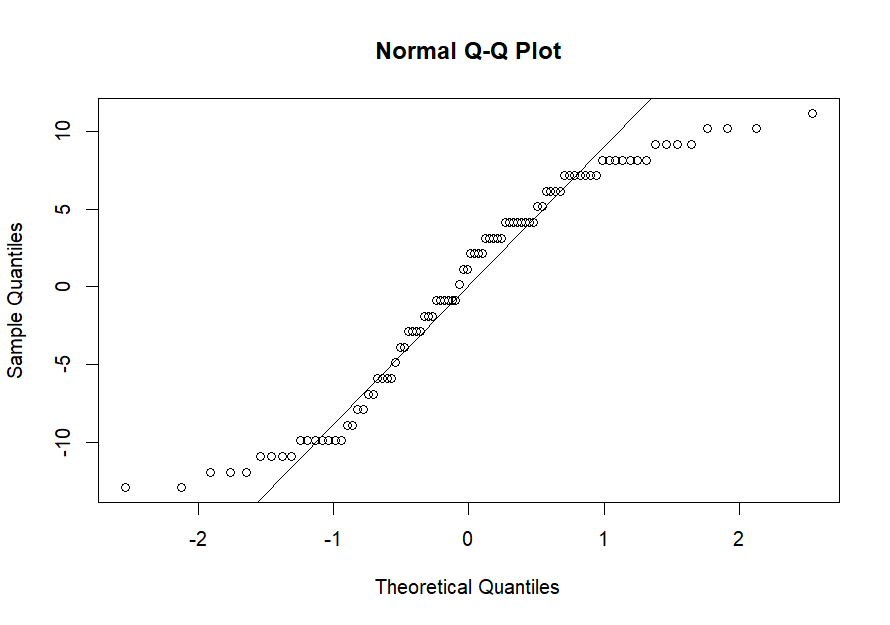 Normal Q-Q Plot
10
5
0
-5
-10
Sample Quantiles
-2 -1 0 1 2
Theoretical Quantiles